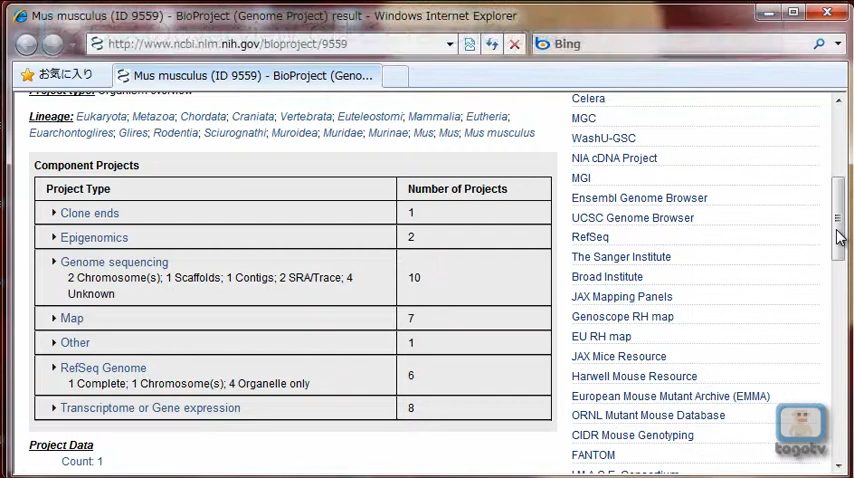 Mus musculus (ID 9559) - BioProject (Genome Project) result - Windows Internet Explorer
http://www.ncbi.nlm.nih.gov/bioproject/9559
Bing
お気に入り
Mus musculus (ID 9559) - BioProject (Geno...
Project type: Organism overview
Lineage: Eukaryota; Metazoa; Chordata; Craniata; Vertebrata; Euteleostomi; Mammalia; Eutheria;
Euarchontoglires; Glires; Rodentia; Sciurognathi; Muroidea; Muridae; Murinae; Mus; Mus; Mus musculus
Component Projects
Project Type Number of Projects
Clone ends 1
Epigenomics 2
Genome sequencing
2 Chromosome(s); 1 Scaffolds; 1 Contigs; 2 SRA/Trace; 4
Unknown
10
Map 7
Other 1
RefSeq Genome
1 Complete; 1 Chromosome(s); 4 Organelle only
6
Transcriptome or Gene expression 8
Project Data
Count: 1
Celera
MGC
WashU-GSC
NIA cDNA Project
MGI
Ensembl Genome Browser
UCSC Genome Browser
RefSeq
The Sanger Institute
Broad Institute
JAX Mapping Panels
Genoscope RH map
EU RH map
JAX Mice Resource
Harwell Mouse Resource
European Mouse Mutant Archive (EMMA)
ORNL Mutant Mouse Database
CIDR Mouse Genotyping
FANTOM
I.M.A.G.E. Consortium
togotv